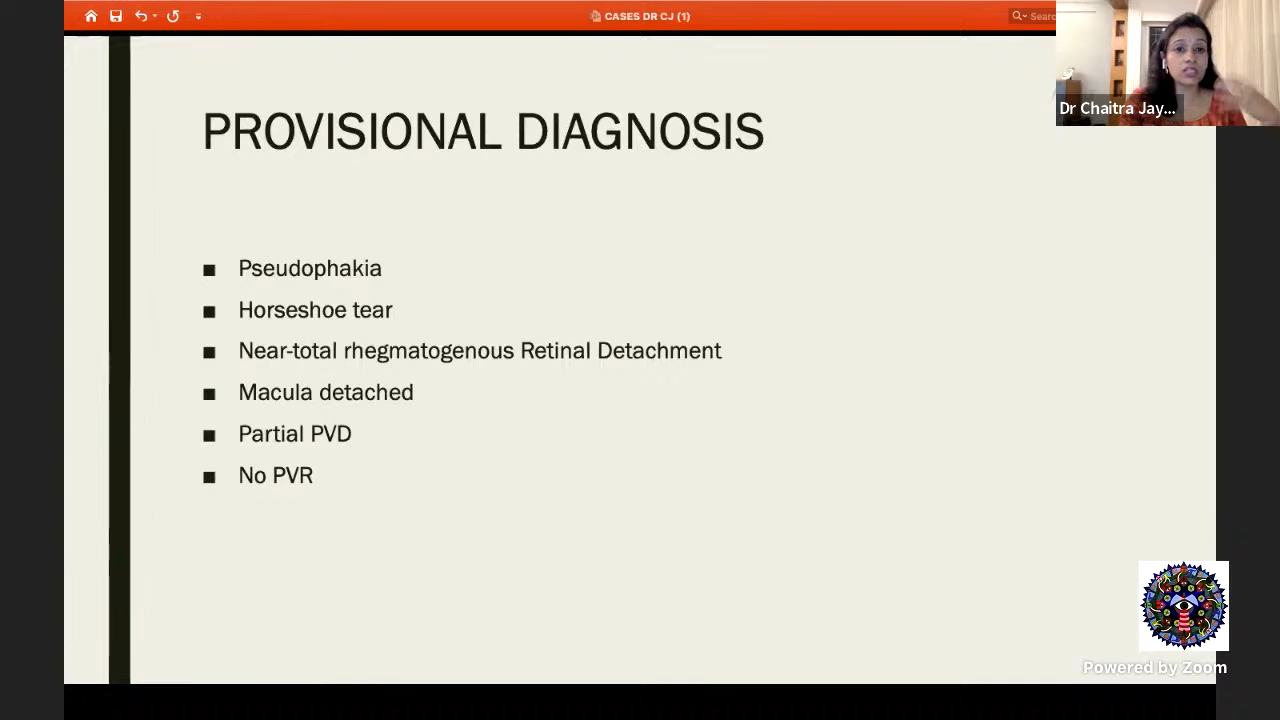 CASES DR CJ (1)
Searc
Dr Chaitra Jay...
PROVISIONAL DIAGNOSIS
■ Pseudophakia
■ Horseshoe tear
■ Near-total rhegmatogenous Retinal Detachment
■ Macula detached
■ Partial PVD
■ No PVR
Powered by Zoom